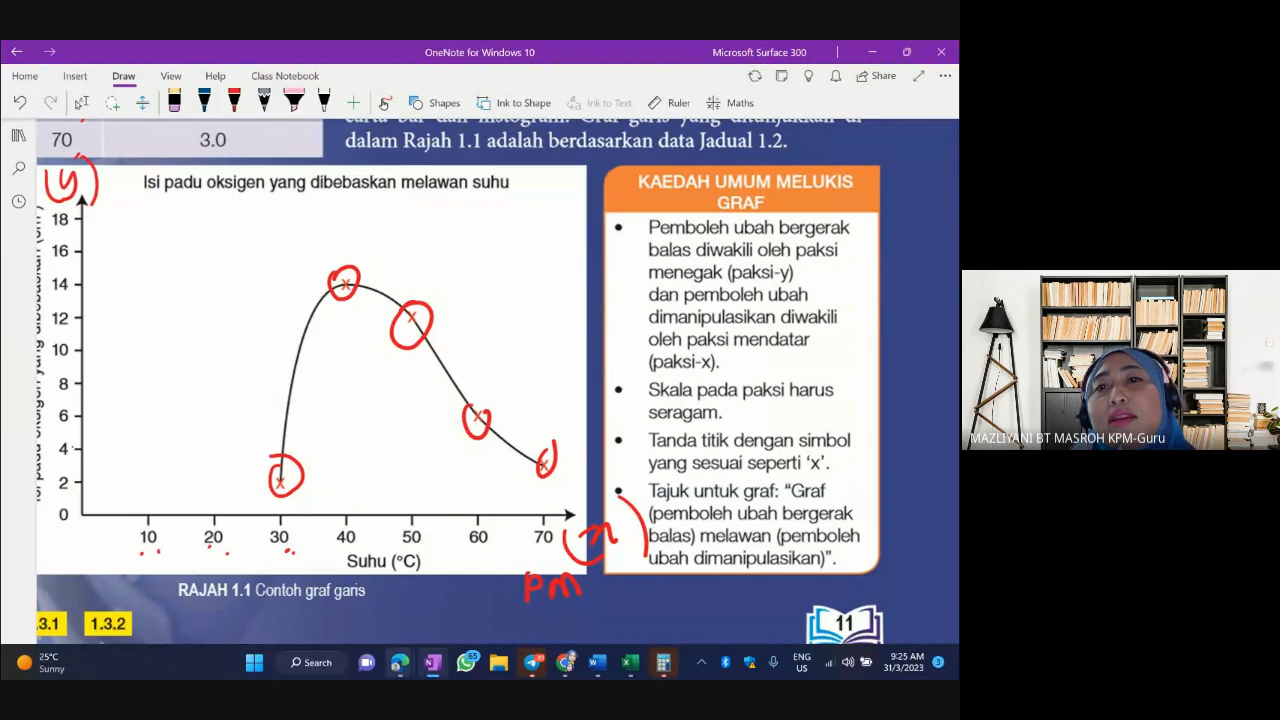 OneNote for Windows 10
Microsoft Surface 300
Home Insert Draw View Help Class Notebook
Share
Shapes Ink to Shape Ink to Text Ruler Maths
70 3.0
dalam Rajah 1.1 adalah berdasarkan data Jadual 1.2.
(y)
Isi padu oksigen yang dibebaskan melawan suhu
18
16
14
12
10
8
6
4
2
0
10 20 30 40 50 60 70
(x)
Suhu (°C)
PM
RAJAH 1.1 Contoh graf garis
KAEDAH UMUM MELUKIS
GRAF
• Pemboleh ubah bergerak
balas diwakili oleh paksi
menegak (paksi-y)
dan pemboleh ubah
dimanipulasikan diwakili
oleh paksi mendatar
(paksi-x).
• Skala pada paksi harus
seragam.
• Tanda titik dengan simbol
yang sesuai seperti ‘x’.
• Tajuk untuk graf: “Graf
(pemboleh ubah bergerak
balas) melawan (pemboleh
ubah dimanipulasikan)”.
.3.1 1.3.2
11
MAZLIYANI BT MASROH KPM-Guru
25°C
Sunny
Search
65
ENG
US
9:25 AM
31/3/2023
3